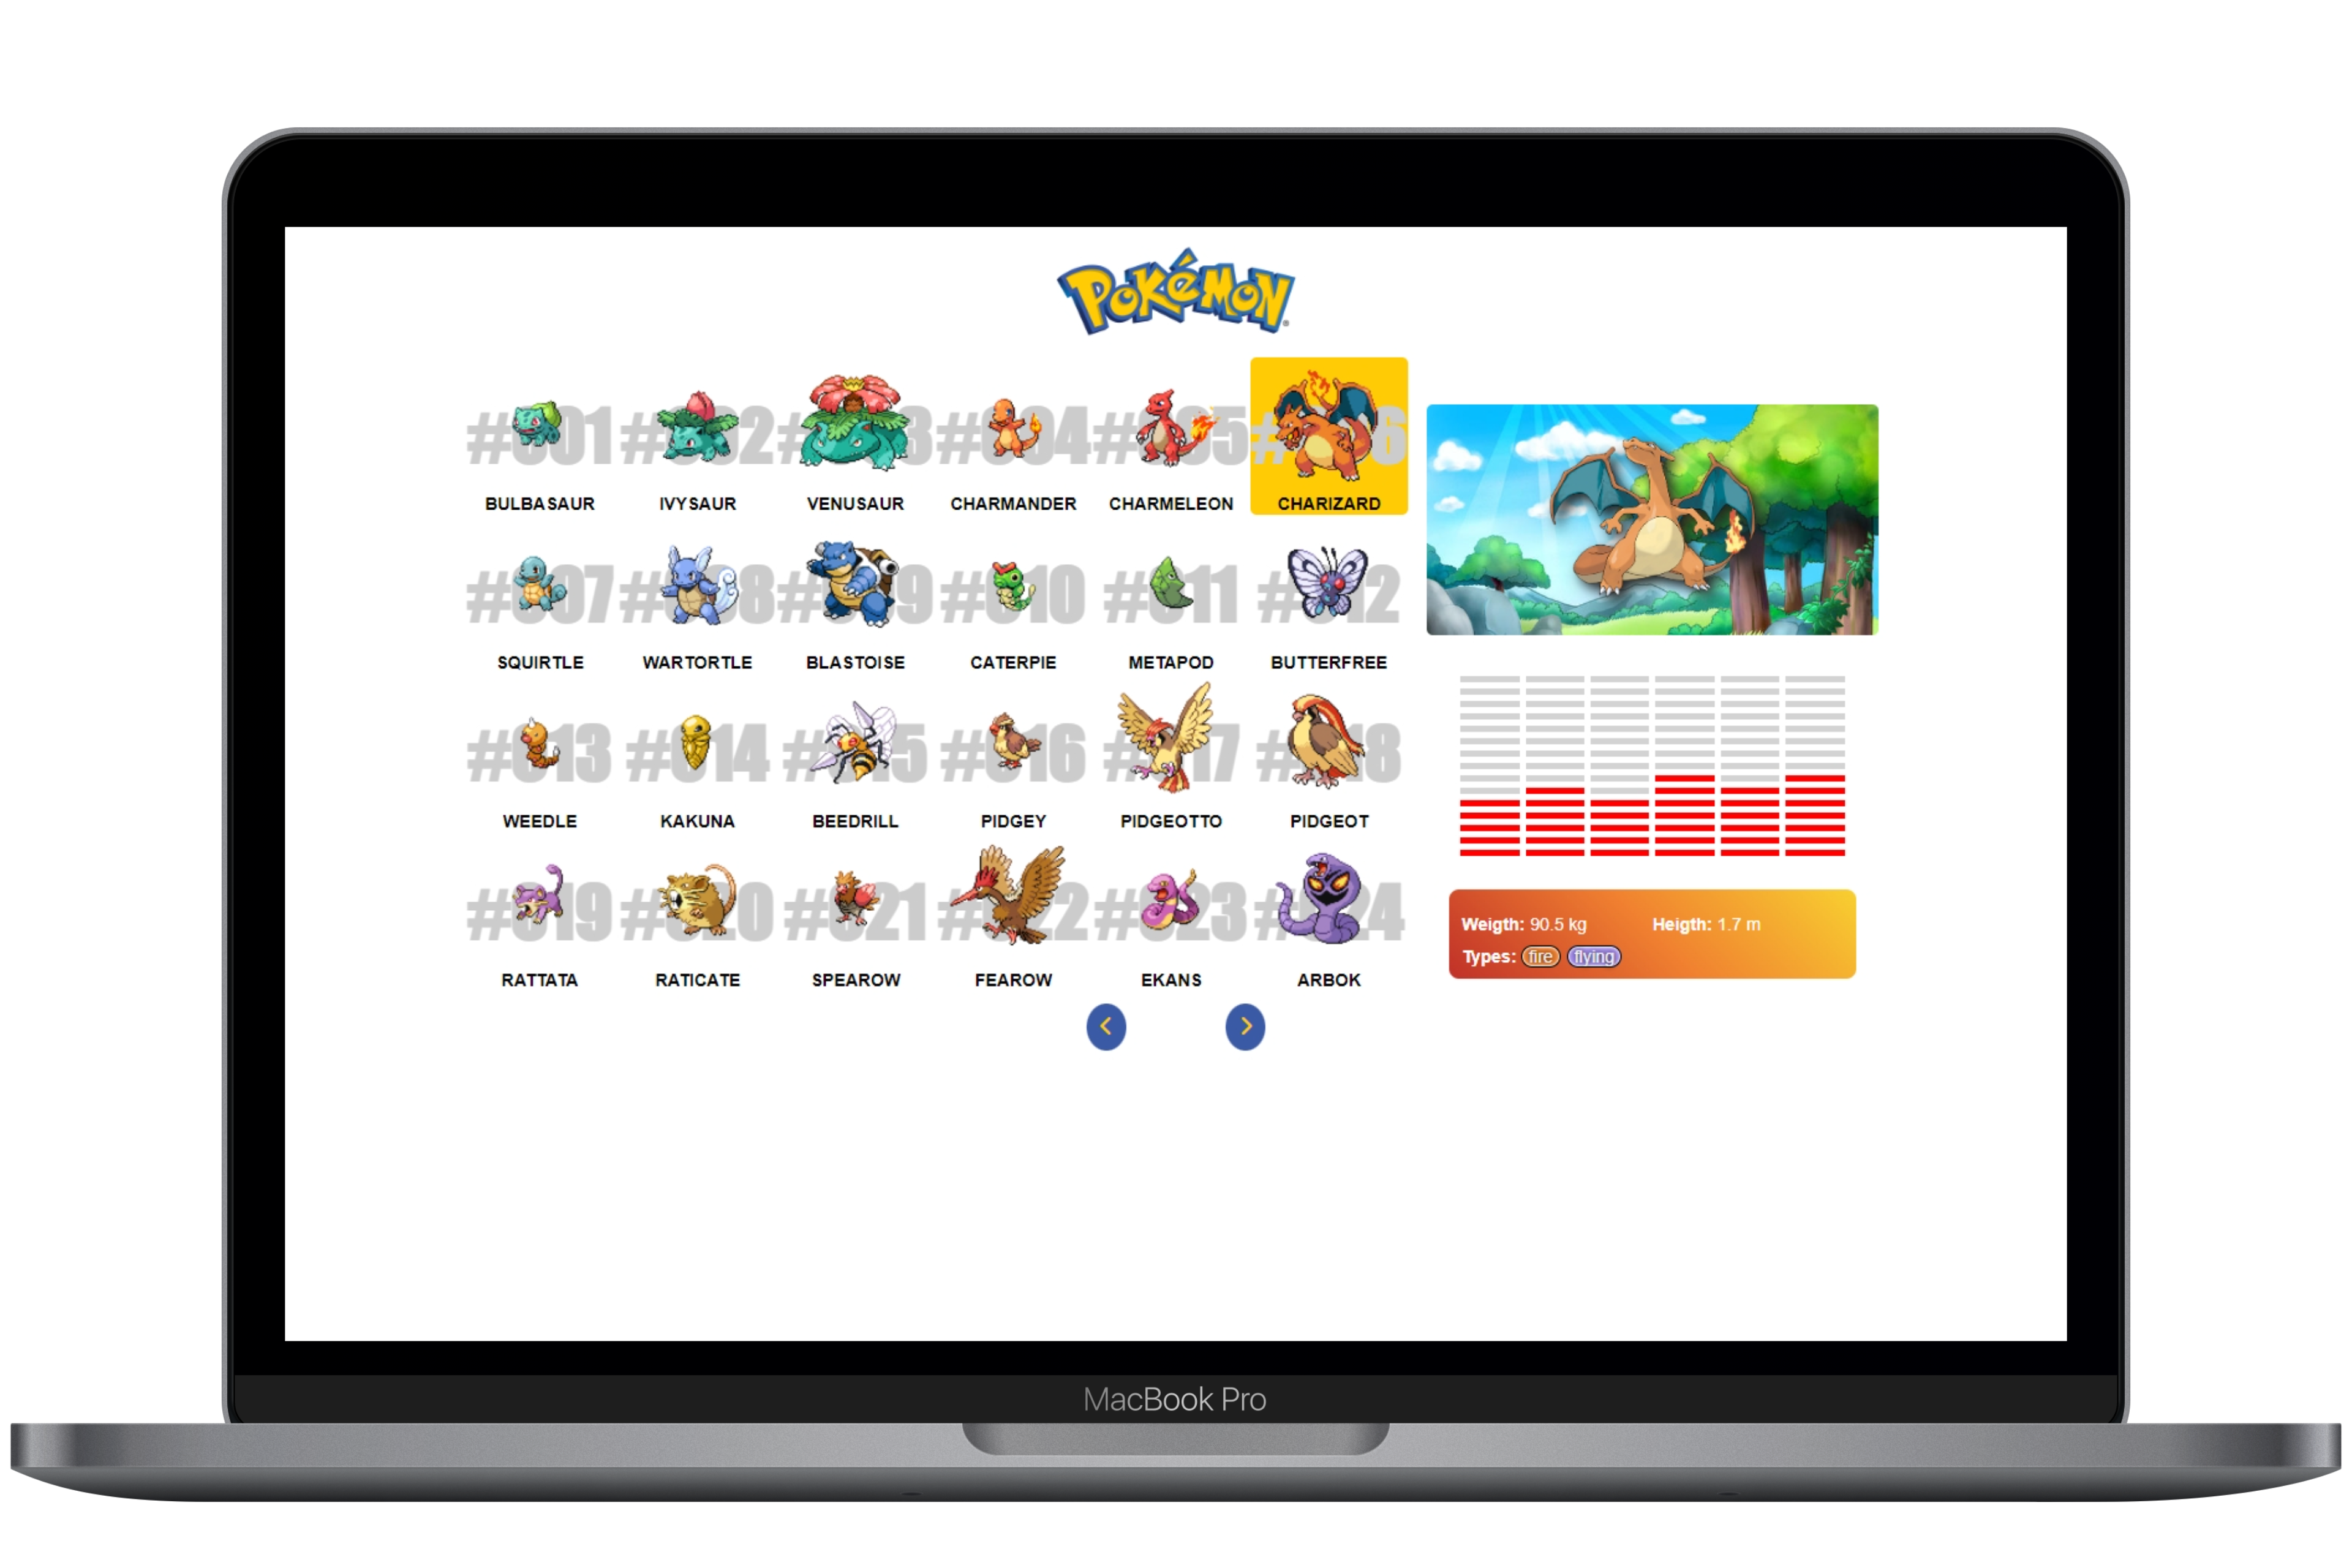 Pokémon
#001 #002 #003 #004 #005 #006
BULBASAUR IVYSAUR VENUSAUR CHARMANDER CHARMELEON CHARIZARD
#007 #008 #009 #010 #011 #012
SQUIRTLE WARTORTLE BLASTOISE CATERPIE METAPOD BUTTERFREE
#013 #014 #015 #016 #017 #018
WEEDLE KAKUNA BEEDRILL PIDGEY PIDGEOTTO PIDGEOT
#019 #020 #021 #022 #023 #024
RATTATA RATICATE SPEAROW FEAROW EKANS ARBOK
Weigth: 90.5 kg Heigth: 1.7 m
Types: fire flying
MacBook Pro